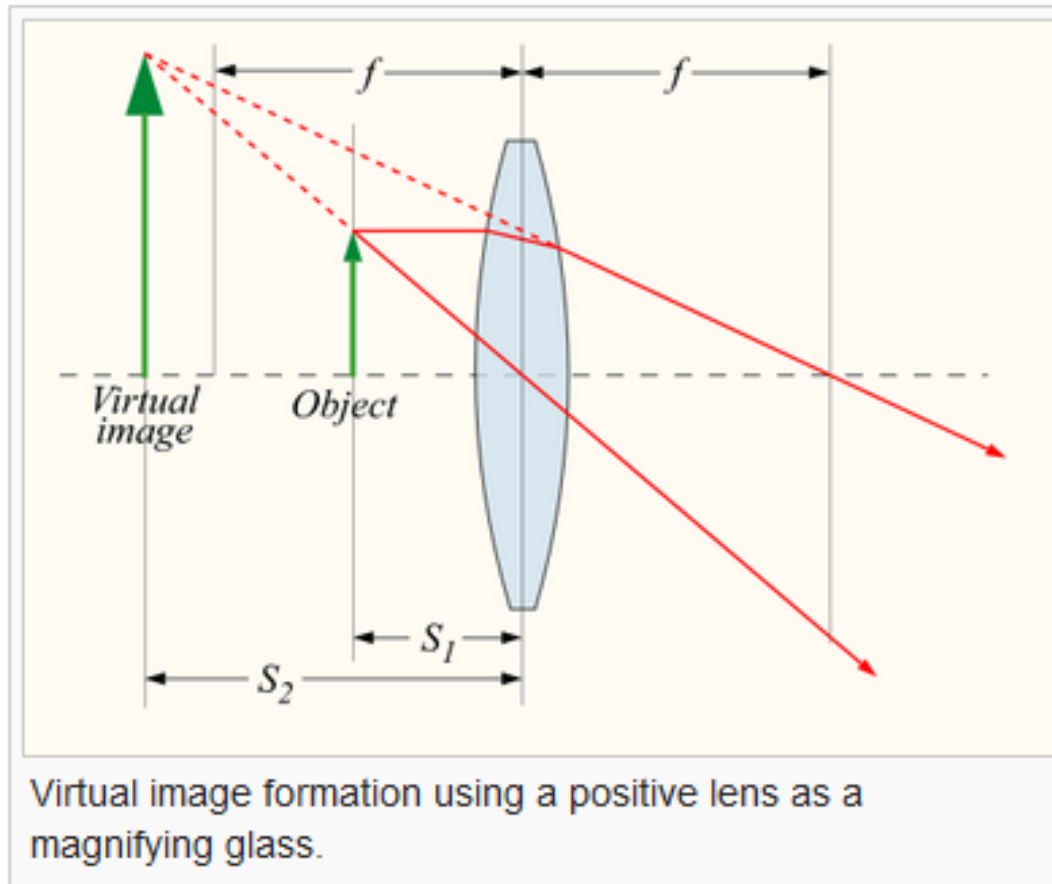 f f
Virtual
image
Object
S1
S2
Virtual image formation using a positive lens as a
magnifying glass.